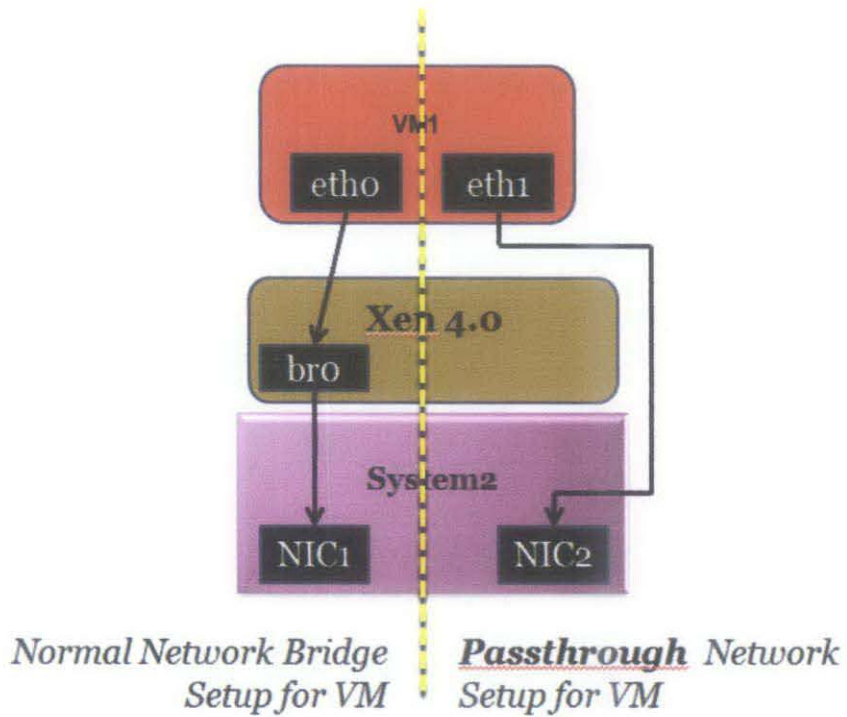 VM1
eth0 eth1
Xen 4.0
br0
System2
NIC1 NIC2
Normal Network Bridge Setup for VM
Passthrough Network Setup for VM